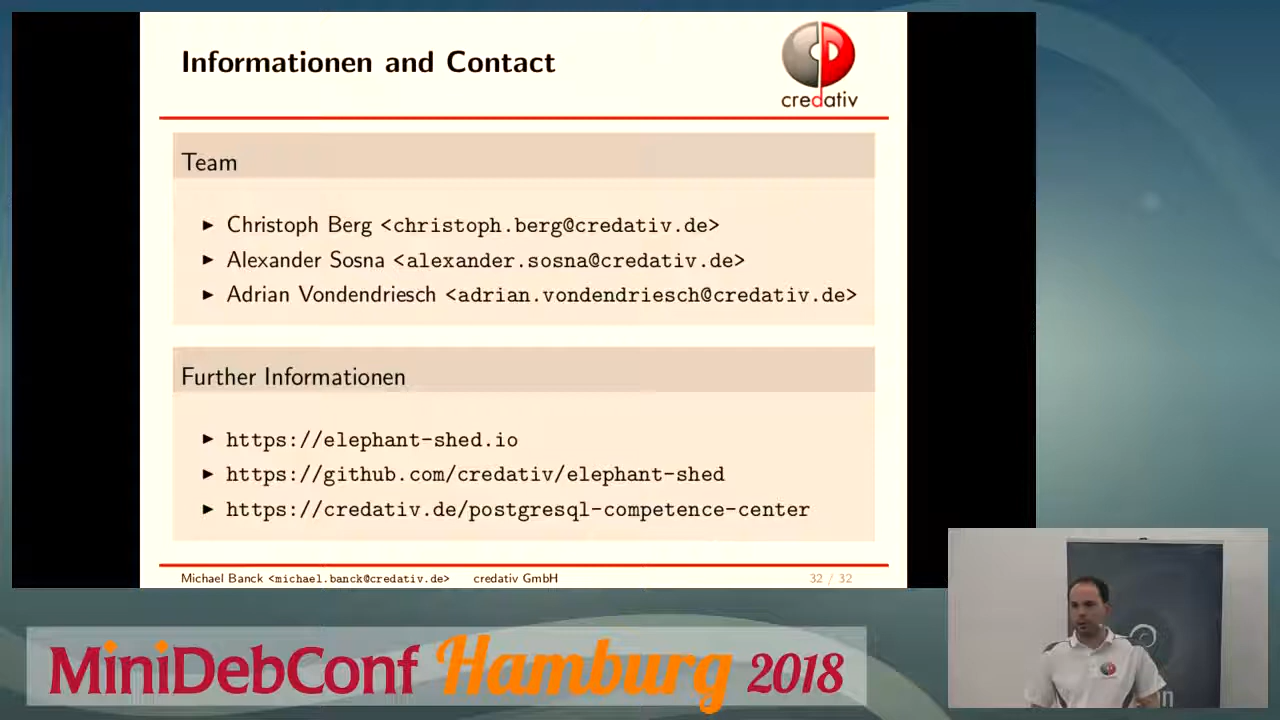 Informationen and Contact
credativ
Team
► Christoph Berg <christoph.berg@credativ.de>
► Alexander Sosna <alexander.sosna@credativ.de>
► Adrian Vondendriesch <adrian.vondendriesch@credativ.de>
Further Informationen
► https://elephant-shed.io
► https://github.com/credativ/elephant-shed
► https://credativ.de/postgresql-competence-center
Michael Banck <michael.banck@credativ.de> credativ GmbH 32 / 32
MiniDebConf Hamburg 2018